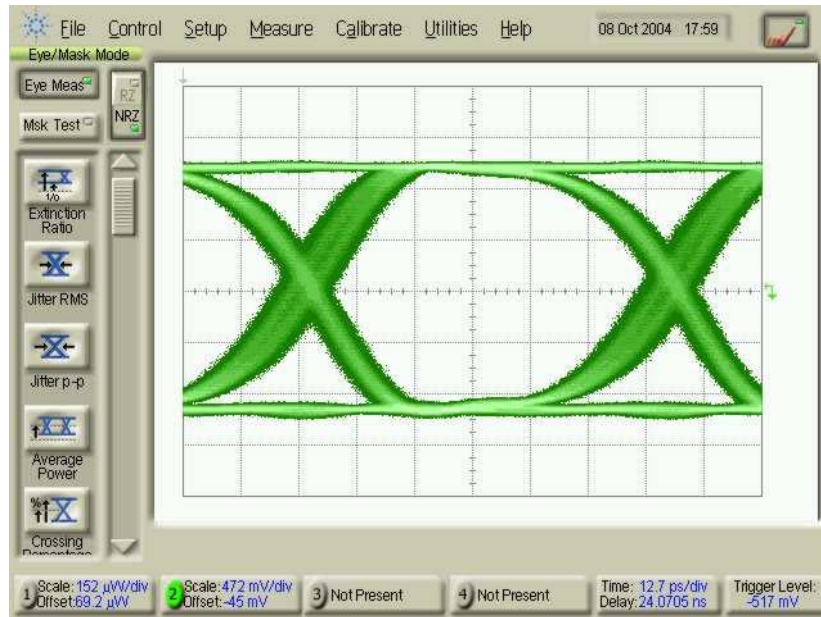 File Control Setup Measure Calibrate Utilities Help 08 Oct 2004 17:59
Eye/Mask Mode
Eye Meas
RZ
NRZ
Msk Test
1/0
Extinction
Ratio
Jitter RMS
Jitter p-p
Average
Power
%
Crossing
1 Scale: 152 µW/div
Offset: 69.2 µW
2 Scale: 472 mV/div
Offset: -45 mV
3 Not Present
4 Not Present
Time: 12.7 ps/div
Delay: 24.0705 ns
Trigger Level:
-517 mV